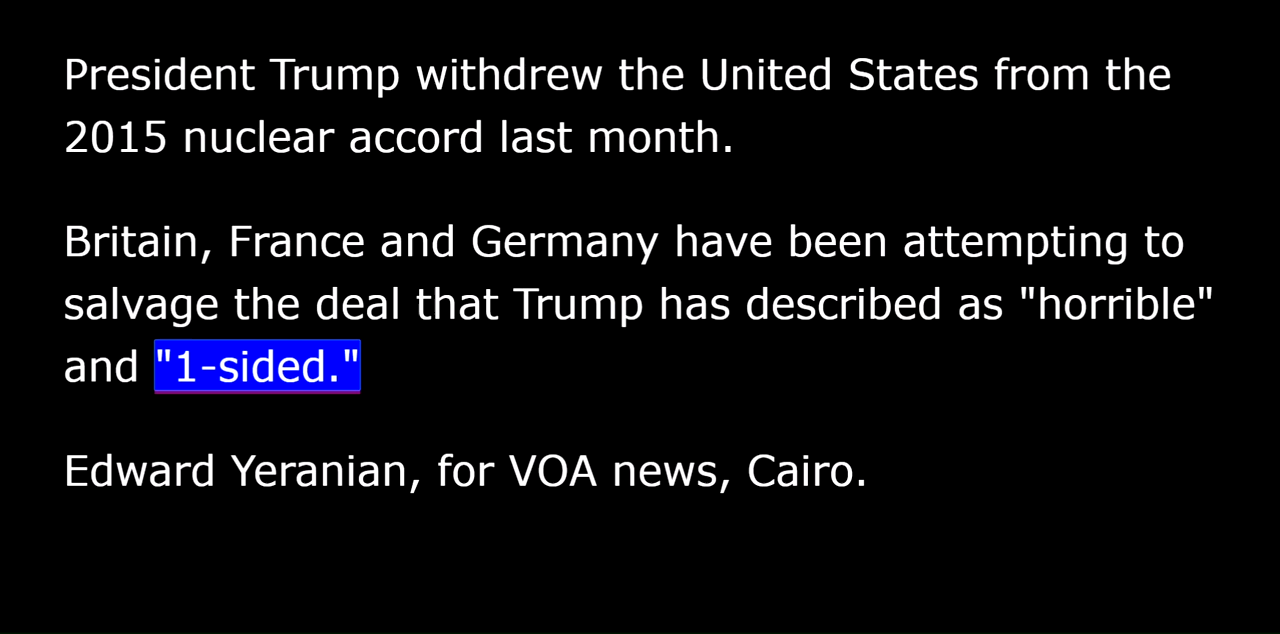 President Trump withdrew the United States from the
2015 nuclear accord last month.
Britain, France and Germany have been attempting to
salvage the deal that Trump has described as "horrible"
and "1-sided."
Edward Yeranian, for VOA news, Cairo.